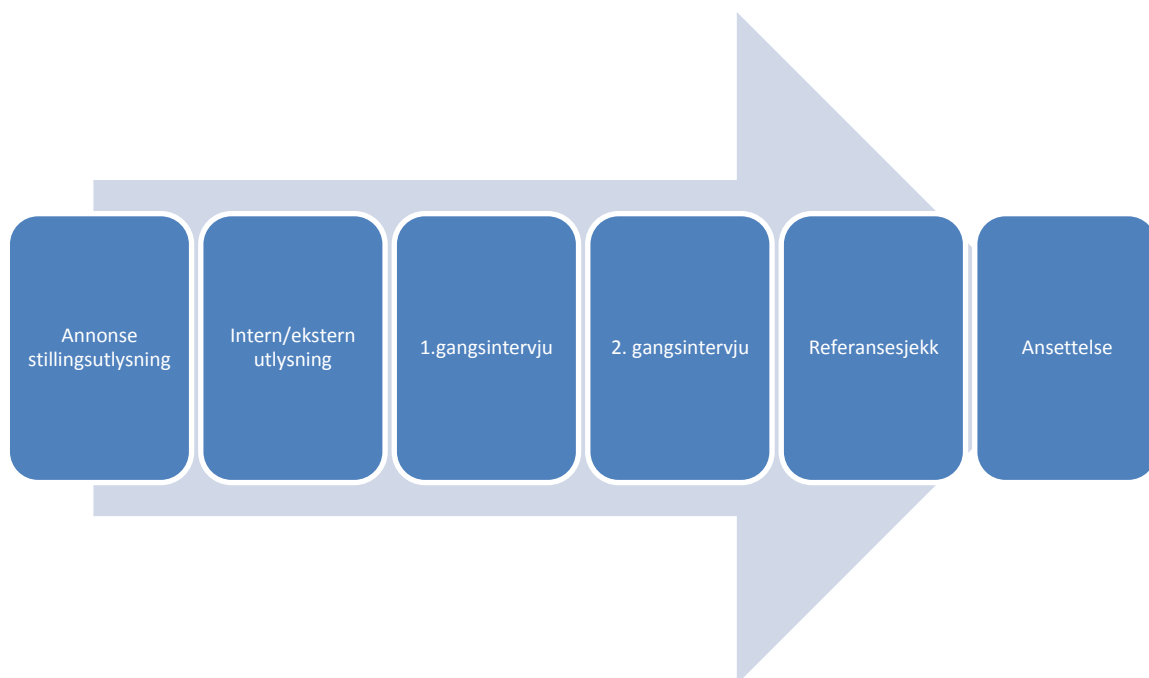 Annonse
stillingsutlysning
Intern/ekstern
utlysning
1.gangsintervju
2. gangsintervju
Referansesjekk
Ansettelse